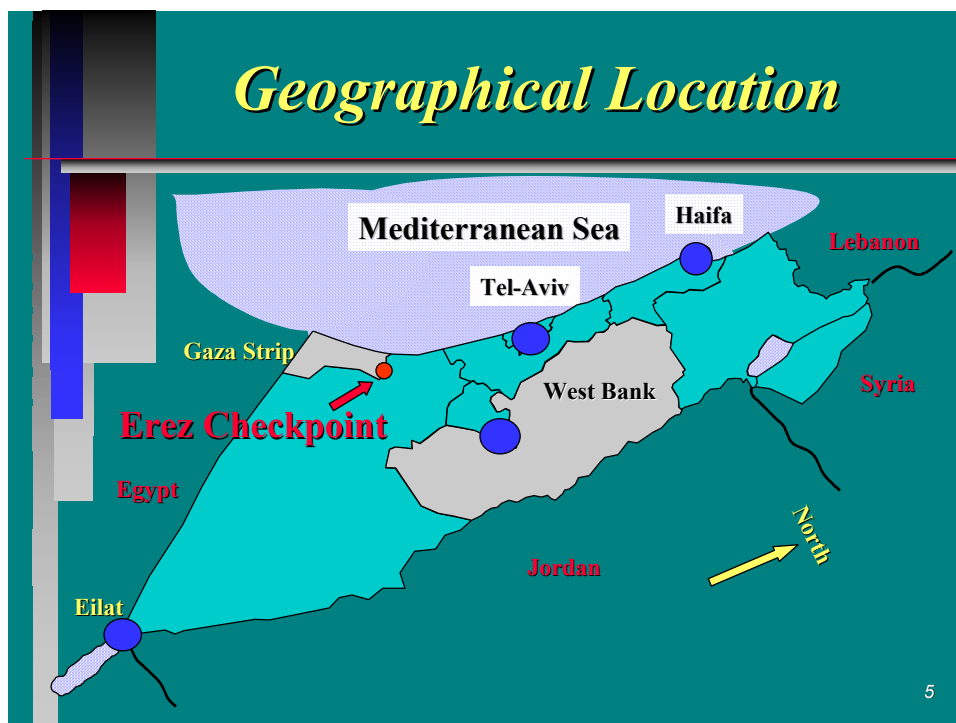 Geographical Location
Mediterranean Sea
Haifa
Lebanon
Tel-Aviv
Gaza Strip
West Bank
Syria
Erez Checkpoint
Egypt
North
Jordan
Eilat
5